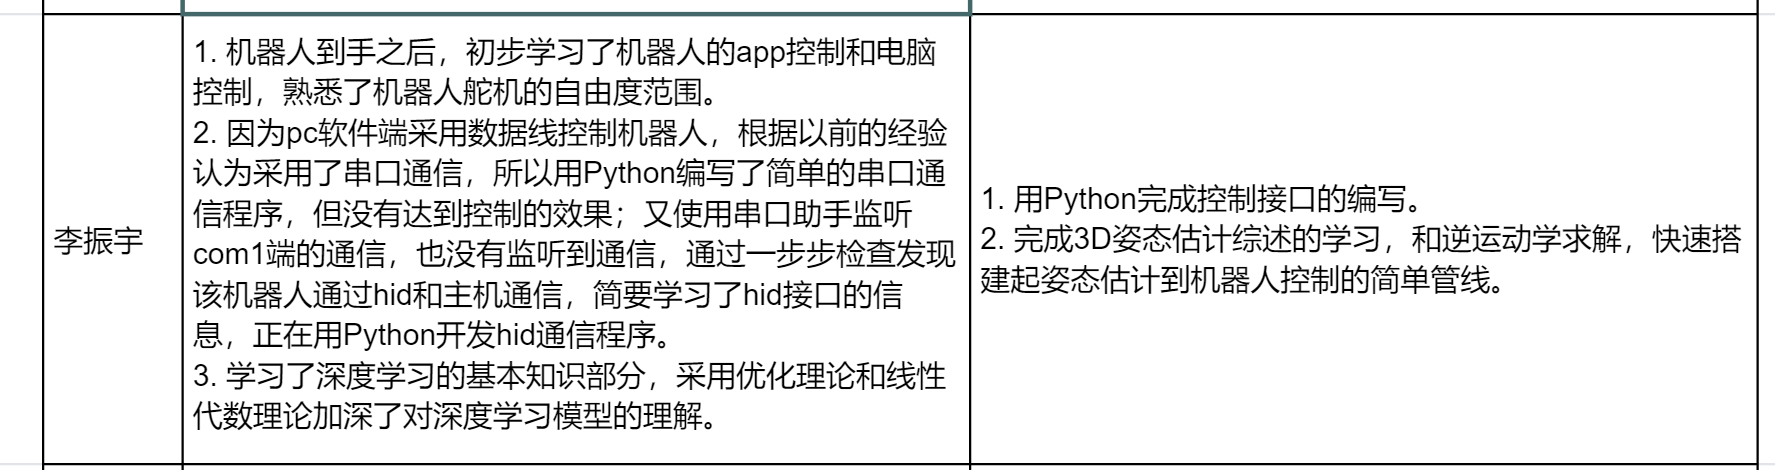 李振宇
1. 机器人到手之后，初步学习了机器人的app控制和电脑
控制，熟悉了机器人舵机的自由度范围。
2. 因为pc软件端采用数据线控制机器人，根据以前的经验
认为采用了串口通信，所以用Python编写了简单的串口通
信程序，但没有达到控制的效果；又使用串口助手监听
com1端的通信，也没有监听到通信，通过一步步检查发现
该机器人通过hid和主机通信，简要学习了hid接口的信
息，正在用Python开发hid通信程序。
3. 学习了深度学习的基本知识部分，采用优化理论和线性
代数理论加深了对深度学习模型的理解。
1. 用Python完成控制接口的编写。
2. 完成3D姿态估计综述的学习，和逆运动学求解，快速搭
建起姿态估计到机器人控制的简单管线。